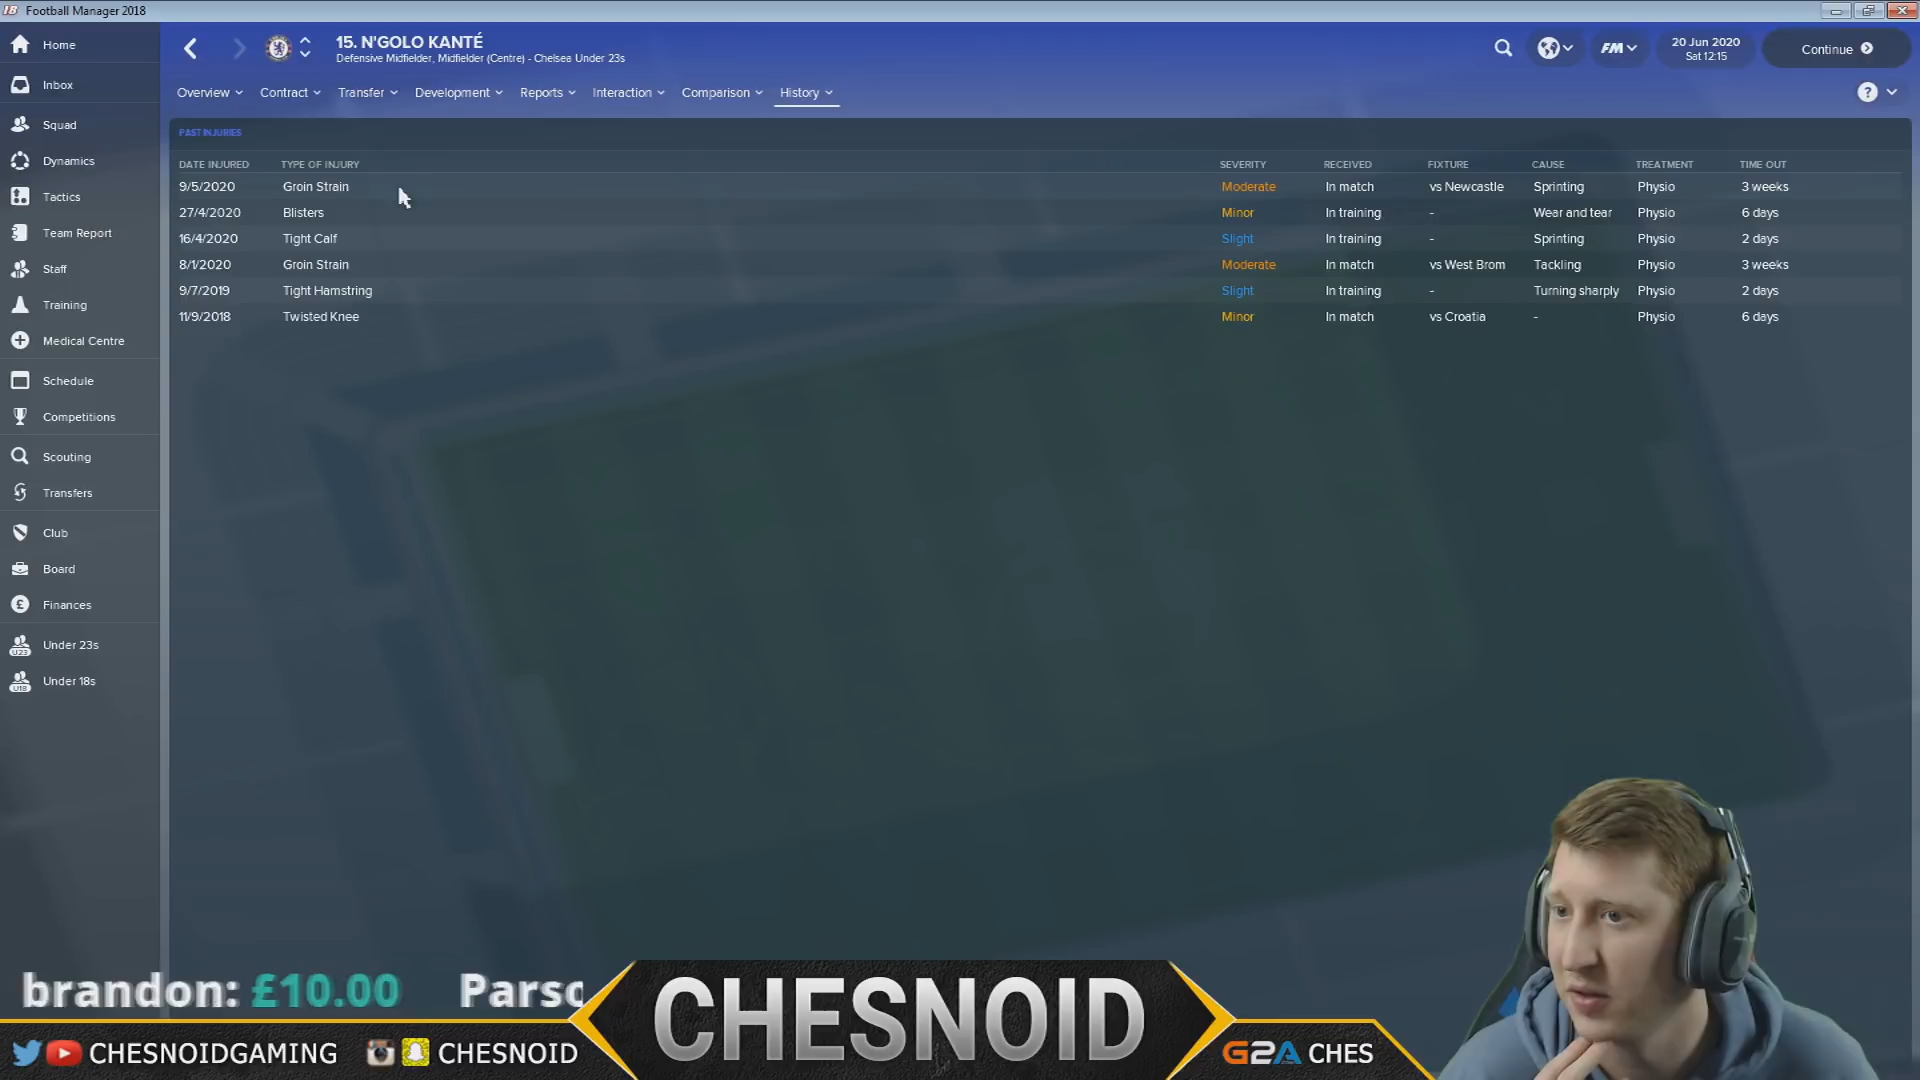 Football Manager 2018
Home
Inbox
Squad
Dynamics
Tactics
Team Report
Staff
Training
Medical Centre
Schedule
Competitions
Scouting
Transfers
Club
Board
Finances
Under 23s
Under 18s
15. N'GOLO KANTÉ
Defensive Midfielder, Midfielder (Centre) - Chelsea Under 23s
FM
20 Jun 2020
Sat 12:15
Continue
Overview Contract Transfer Development Reports Interaction Comparison History
?
PAST INJURIES
DATE INJURED TYPE OF INJURY SEVERITY RECEIVED FIXTURE CAUSE TREATMENT TIME OUT
9/5/2020 Groin Strain Moderate In match vs Newcastle Sprinting Physio 3 weeks
27/4/2020 Blisters Minor In training - Wear and tear Physio 6 days
16/4/2020 Tight Calf Slight In training - Sprinting Physio 2 days
8/1/2020 Groin Strain Moderate In match vs West Brom Tackling Physio 3 weeks
9/7/2019 Tight Hamstring Slight In training - Turning sharply Physio 2 days
11/9/2018 Twisted Knee Minor In match vs Croatia - Physio 6 days
brandon: £10.00 Parsc
CHESNOID
CHESNOIDGAMING CHESNOID
G2A CHES